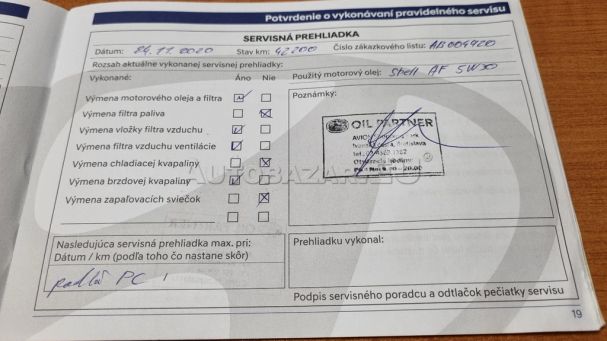 Potvrdenie o vykonávaní pravidelného servisu
SERVISNÁ PREHLIADKA
Dátum: 24.11.2020 Stav km: 42200 Číslo zákazkového listu: AB004420
Rozsah aktuálne vykonanej servisnej prehliadky:
Vykonané: Áno Nie Použitý motorový olej: Shell AF 5W30
Výmena motorového oleja a filtra
Výmena filtra paliva
Výmena vložky filtra vzduchu
Výmena filtra vzduchu ventilácie
Výmena chladiacej kvapaliny
Výmena brzdovej kvapaliny
Výmena zapaľovacích sviečok
Poznámky:
OIL PARTNER
AUTOBAZAR.EU
Nasledujúca servisná prehliadka max. pri:
Dátum / km (podľa toho čo nastane skôr)
podľa PC
Prehliadku vykonal:
Podpis servisného poradcu a odtlačok pečiatky servisu
19